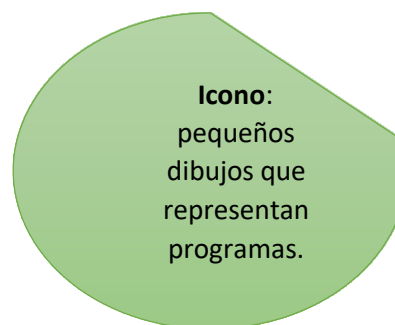 Icono:
pequeños
dibujos que
representan
programas.